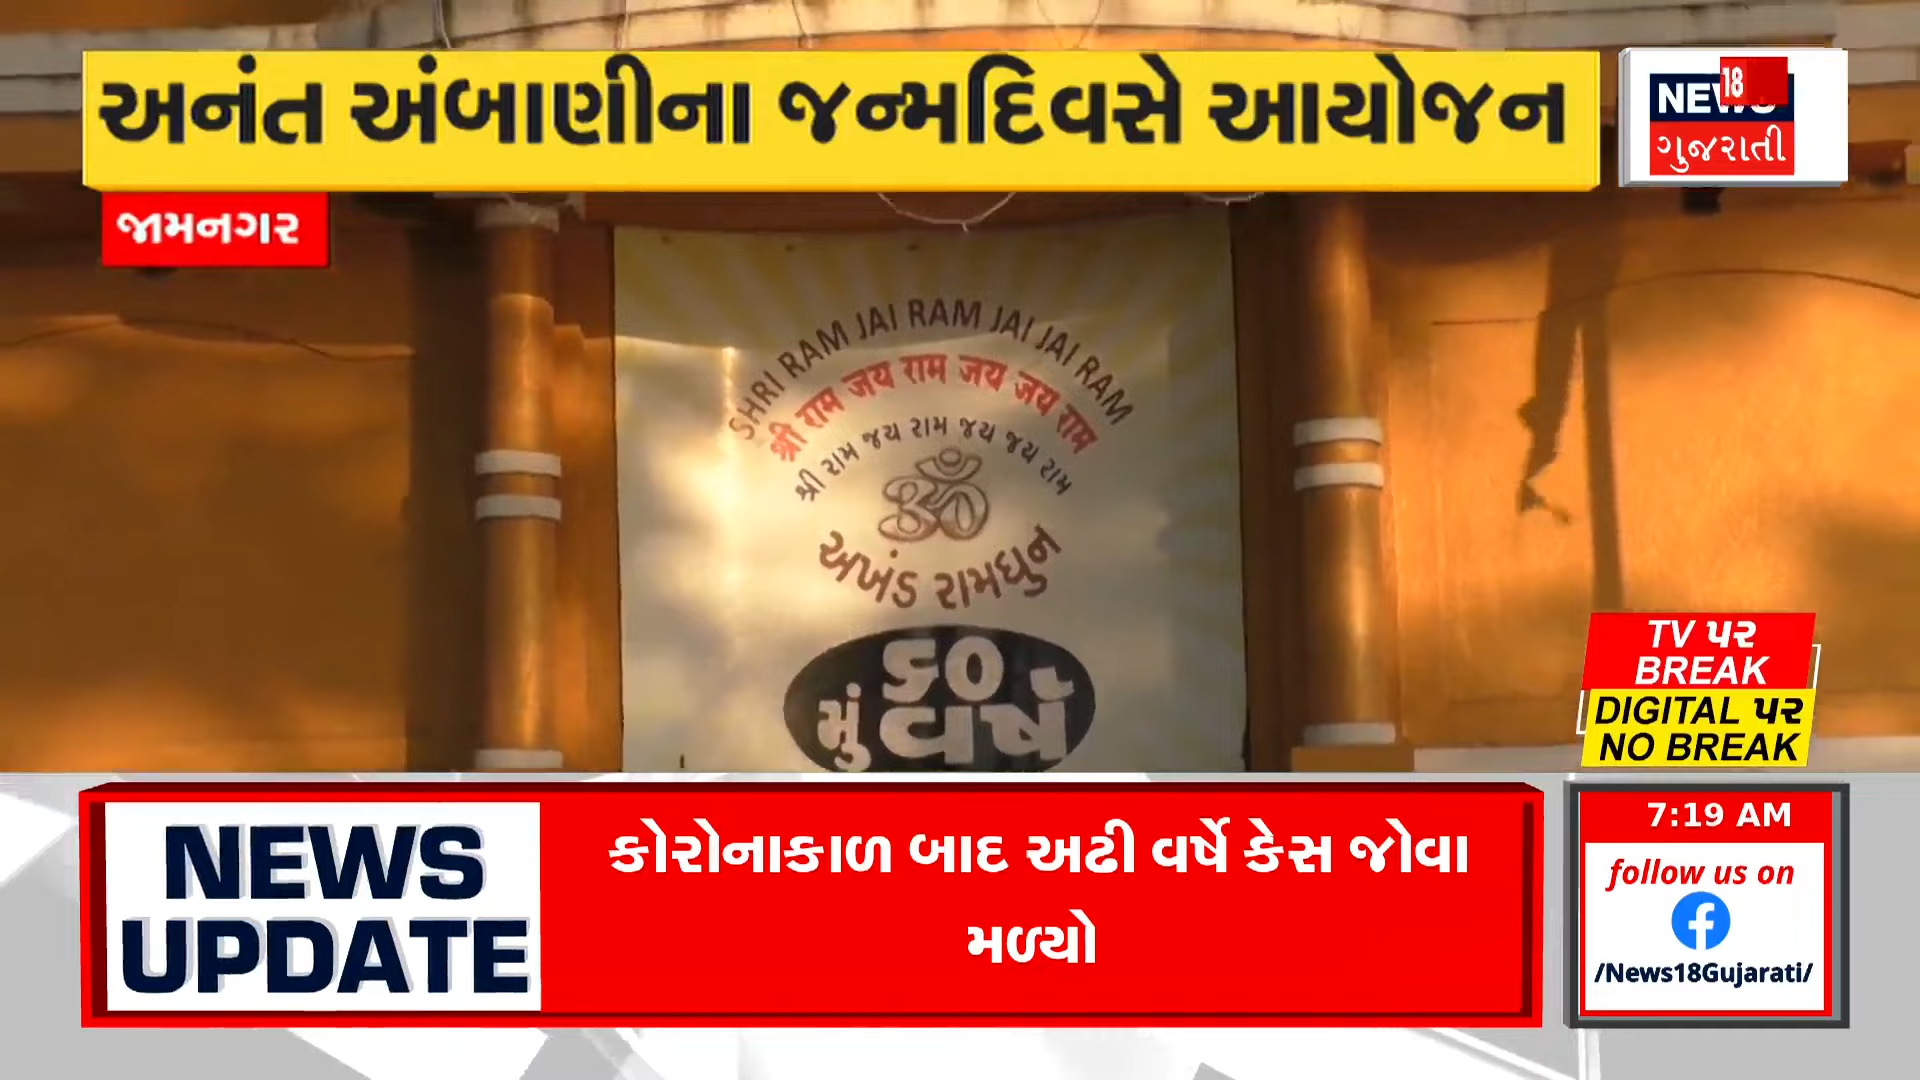 અનંત અંબાણીના જન્મદિવસે આયોજન
NEWS
18
ગુજરાતી
જામનગર
SHRI RAM JAI RAM JAI JAI RAM
श्री राम जय राम जय जय राम
શ્રી રામ જય રામ જય જય રામ
ૐ
અખંડ રામધુન
૬૦
મું વર્ષ
TV પર
BREAK
DIGITAL પર
NO BREAK
NEWS
UPDATE
કોરોનાકાળ બાદ અઢી વર્ષે કેસ જોવા
મળ્યો
7:19 AM
follow us on
/News18Gujarati/